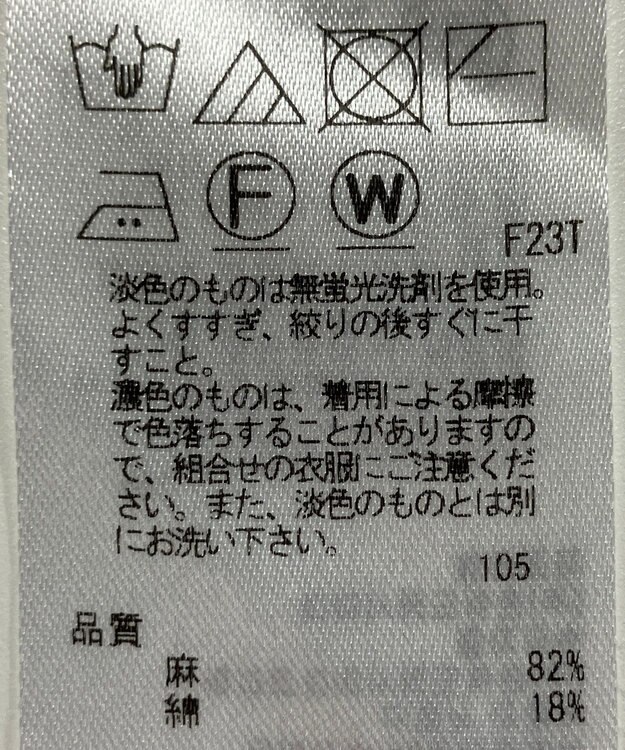 F W
F23T
淡色のものは無蛍光洗剤を使用。
よくすすぎ、絞りの後すぐに干
すこと。
濃色のものは、着用による摩擦
で色落ちすることがありますの
で、組合せの衣服にご注意くだ
さい。また、淡色のものとは別
にお洗い下さい。
105
品質
麻 82%
綿 18%